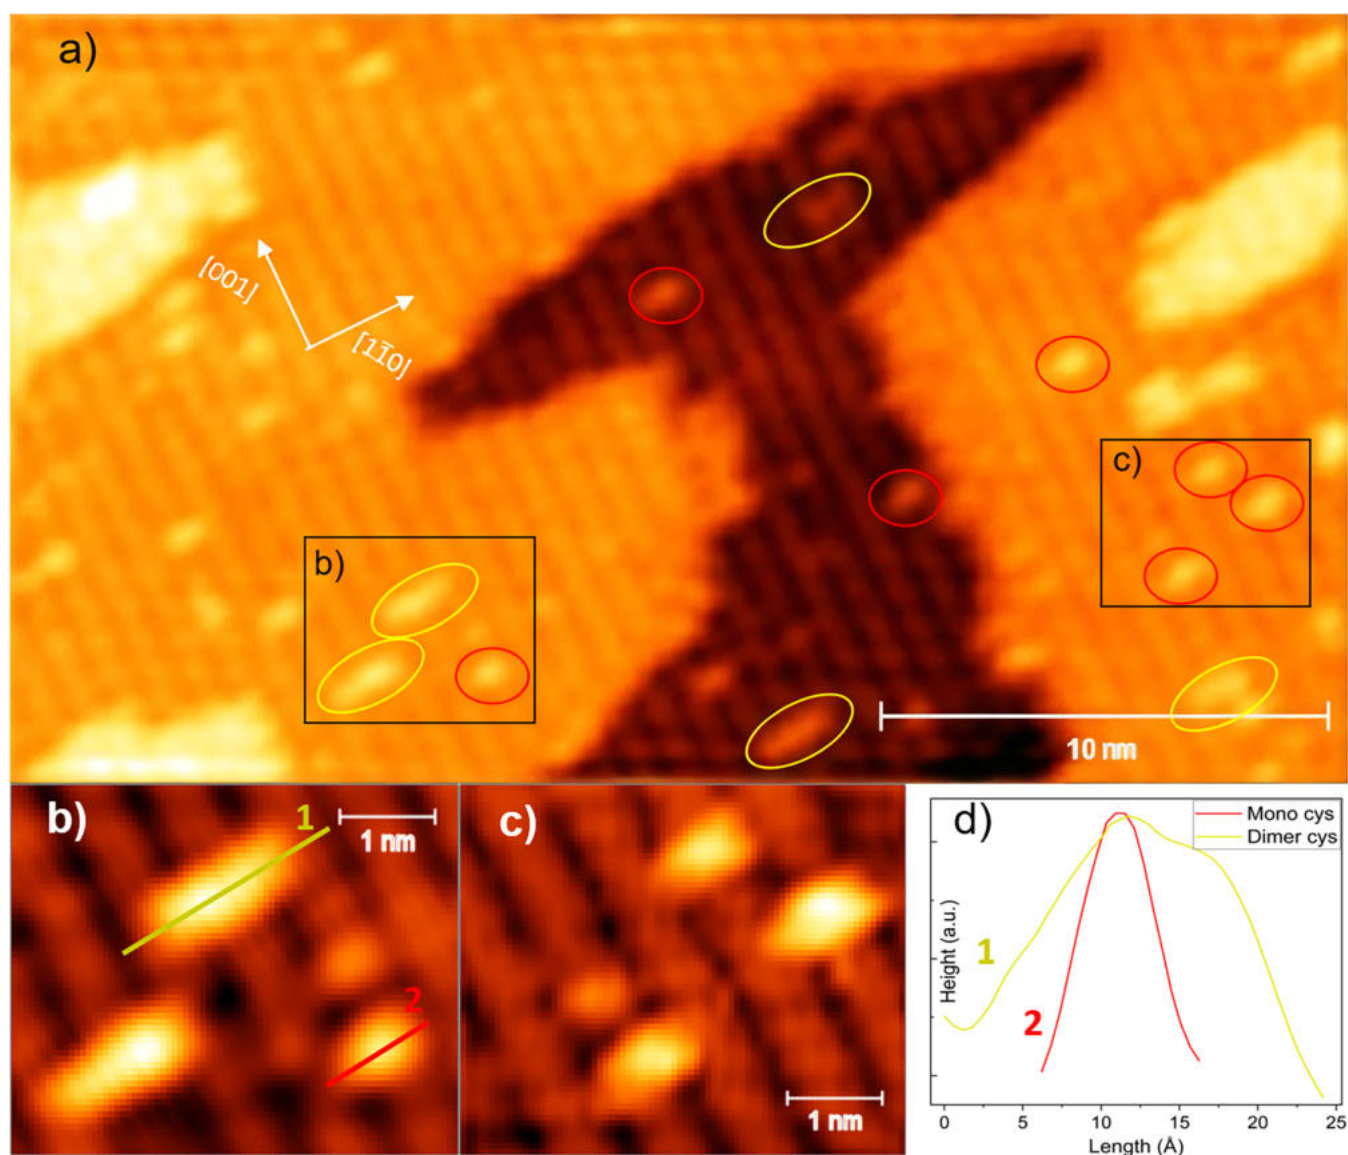 a)
[001]
[11̅0]
c)
b)
10 nm
b)
1
1 nm
2
c)
1 nm
d)
Mono cys
Dimer cys
Height (a.u.)
1
2
0 5 10 15 20 25
Length (Å)